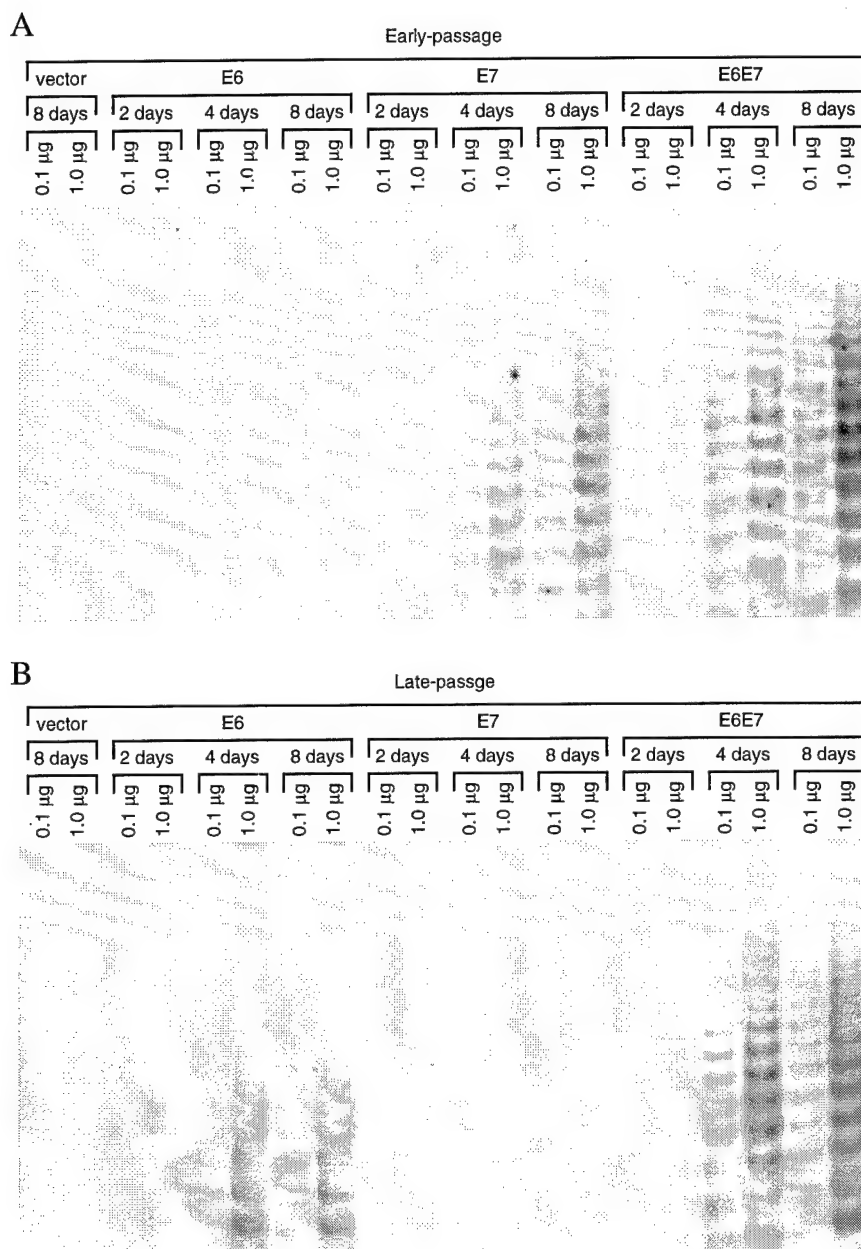 A
Early-passage
vector E6 E7 E6E7
8 days 2 days 4 days 8 days 2 days 4 days 8 days 2 days 4 days 8 days
0.1 µg 1.0 µg 0.1 µg 1.0 µg 0.1 µg 1.0 µg 0.1 µg 1.0 µg 0.1 µg 1.0 µg 0.1 µg 1.0 µg 0.1 µg 1.0 µg 0.1 µg 1.0 µg 0.1 µg 1.0 µg 0.1 µg 1.0 µg
B
Late-passge
vector E6 E7 E6E7
8 days 2 days 4 days 8 days 2 days 4 days 8 days 2 days 4 days 8 days
0.1 µg 1.0 µg 0.1 µg 1.0 µg 0.1 µg 1.0 µg 0.1 µg 1.0 µg 0.1 µg 1.0 µg 0.1 µg 1.0 µg 0.1 µg 1.0 µg 0.1 µg 1.0 µg 0.1 µg 1.0 µg 0.1 µg 1.0 µg